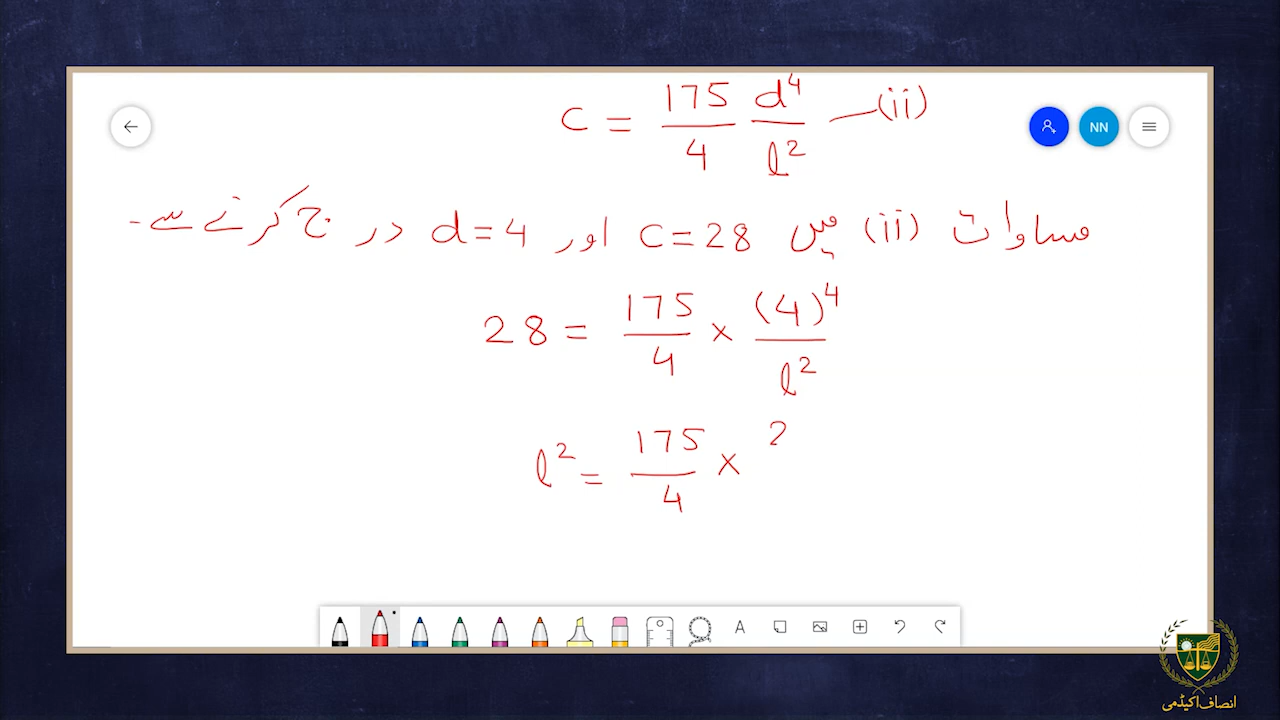 c = 175/4 d⁴/l² —(ii)
NN
مساوات (ii) میں c=28 اور d=4 درج کرنے سے۔
28 = 175/4 × (4)⁴/l²
l² = 175/4 × 2
A
انصاف اکیڈمی